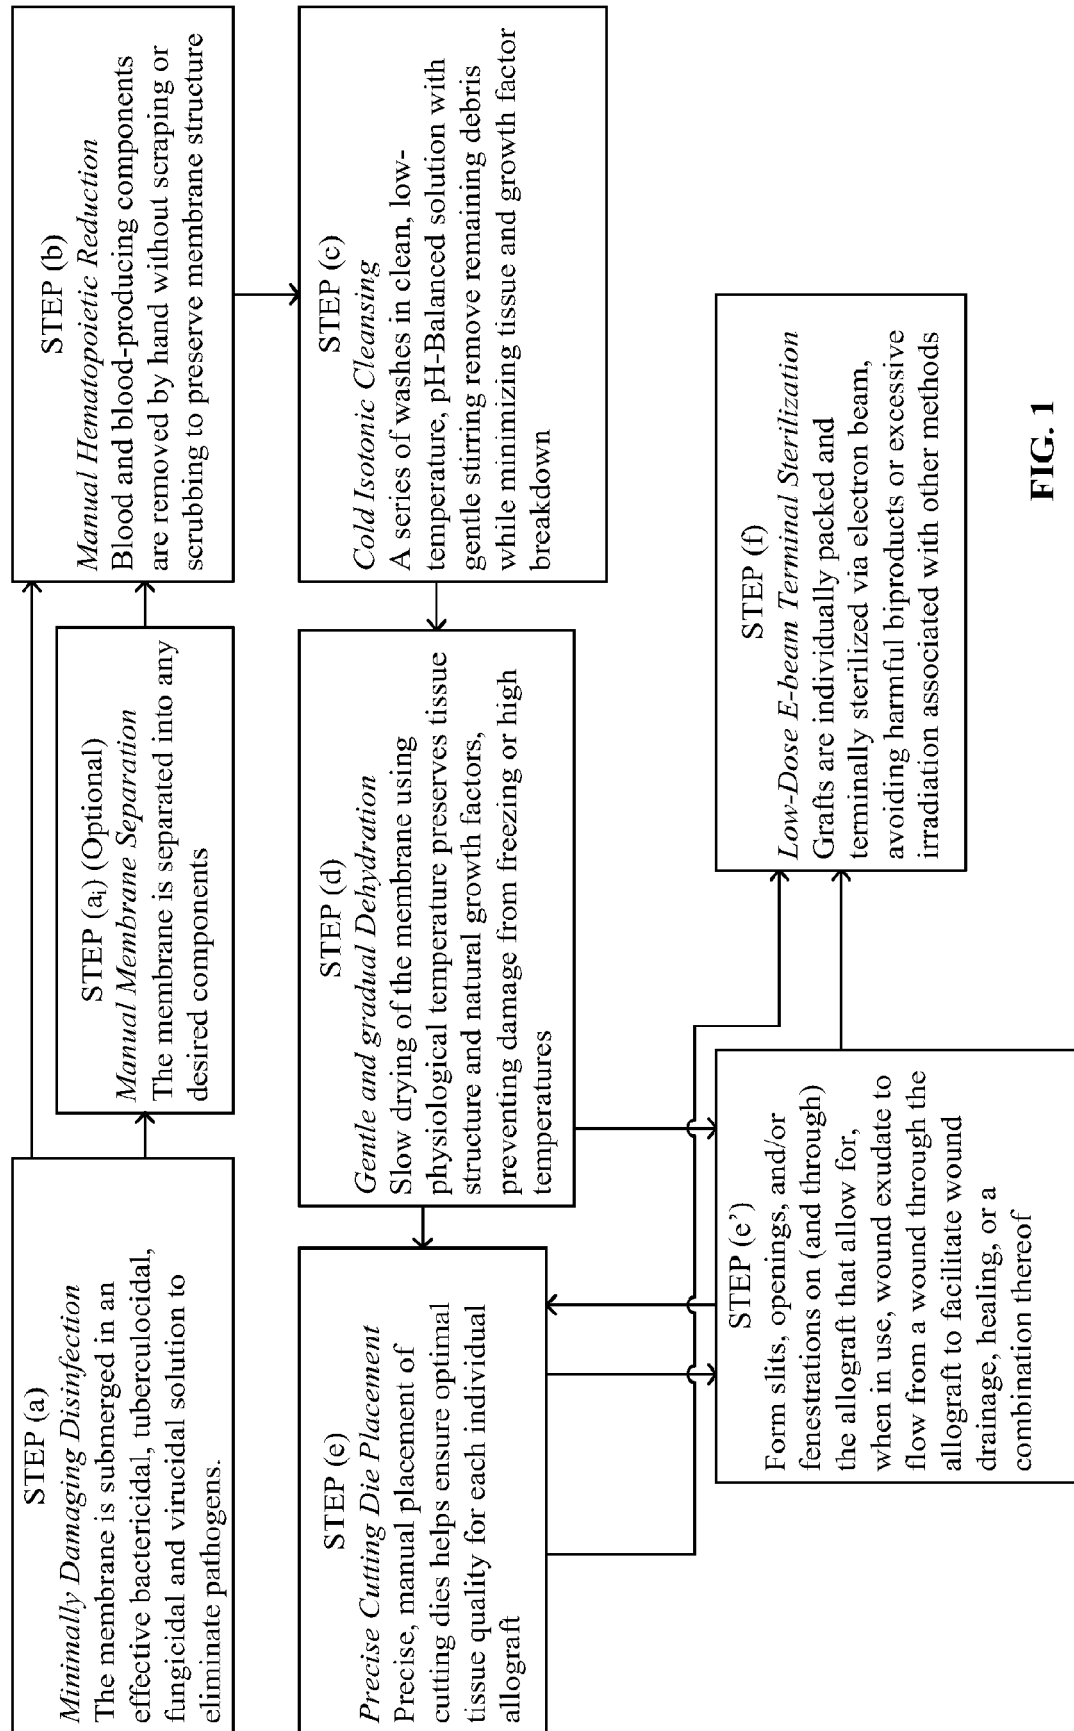 STEP (a)
Minimally Damaging Disinfection
The membrane is submerged in an
effective bactericidal, tuberculocidal,
fungicidal and virucidal solution to
eliminate pathogens.
STEP (aᵢ) (Optional)
Manual Membrane Separation
The membrane is separated into any
desired components
STEP (b)
Manual Hematopoietic Reduction
Blood and blood-producing components
are removed by hand without scraping or
scrubbing to preserve membrane structure
STEP (c)
Cold Isotonic Cleansing
A series of washes in clean, low-
temperature, pH-Balanced solution with
gentle stirring remove remaining debris
while minimizing tissue and growth factor
breakdown
STEP (d)
Gentle and gradual Dehydration
Slow drying of the membrane using
physiological temperature preserves tissue
structure and natural growth factors,
preventing damage from freezing or high
temperatures
STEP (e)
Precise Cutting Die Placement
Precise, manual placement of
cutting dies helps ensure optimal
tissue quality for each individual
allograft
STEP (e’)
Form slits, openings, and/or
fenestrations on (and through)
the allograft that allow for,
when in use, wound exudate to
flow from a wound through the
allograft to facilitate wound
drainage, healing, or a
combination thereof
STEP (f)
Low-Dose E-beam Terminal Sterilization
Grafts are individually packed and
terminally sterilized via electron beam,
avoiding harmful biproducts or excessive
irradiation associated with other methods
FIG. 1